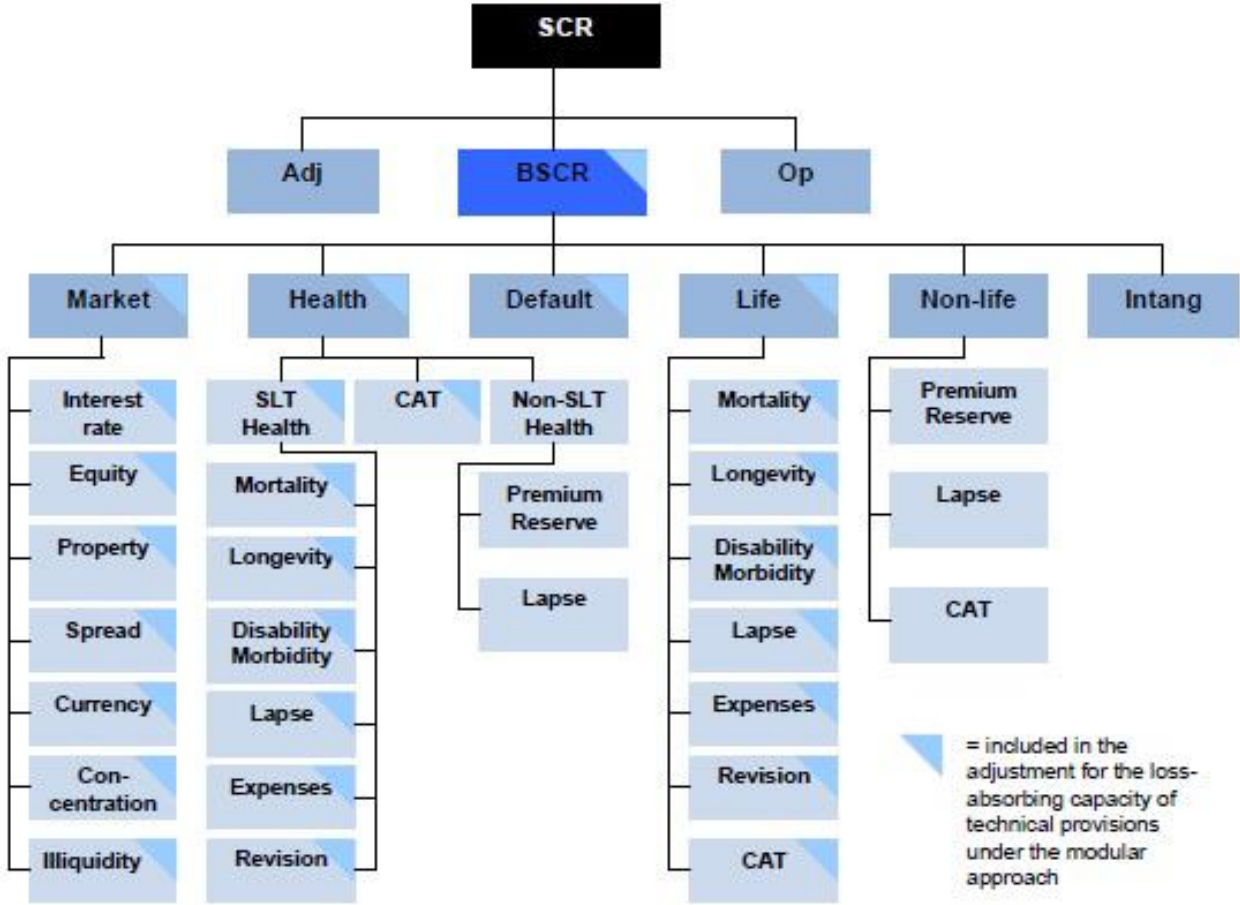 SCR
Adj
BSCR
Op
Market
Health
Default
Life
Non-life
Intang
Interest
rate
Equity
Property
Spread
Currency
Con-
centration
Illiquidity
SLT
Health
CAT
Non-SLT
Health
Mortality
Longevity
Disability
Morbidity
Lapse
Expenses
Revision
Premium
Reserve
Lapse
Mortality
Longevity
Disability
Morbidity
Lapse
Expenses
Revision
CAT
Premium
Reserve
Lapse
CAT
= included in the
adjustment for the loss-
absorbing capacity of
technical provisions
under the modular
approach